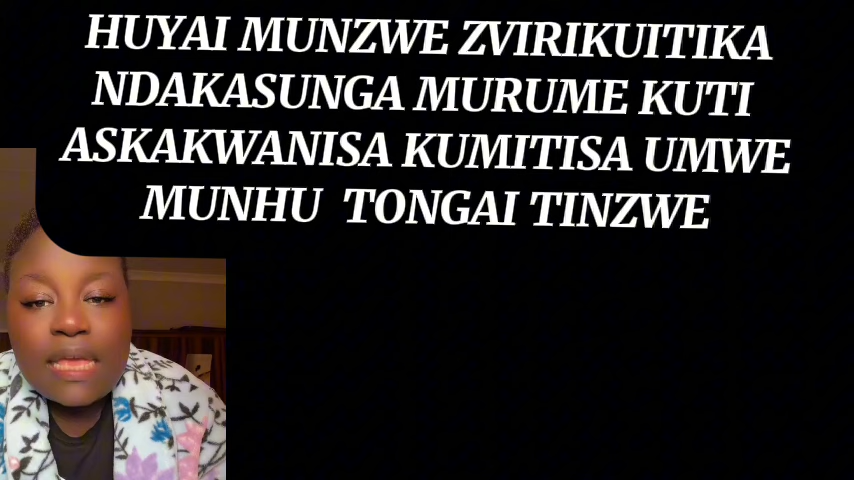 HUYAI MUNZWE ZVIRIKUITIKA
NDAKASUNGA MURUME KUTI
ASKAKWANISA KUMITISA UMWE
MUNHU TONGAI TINZWE